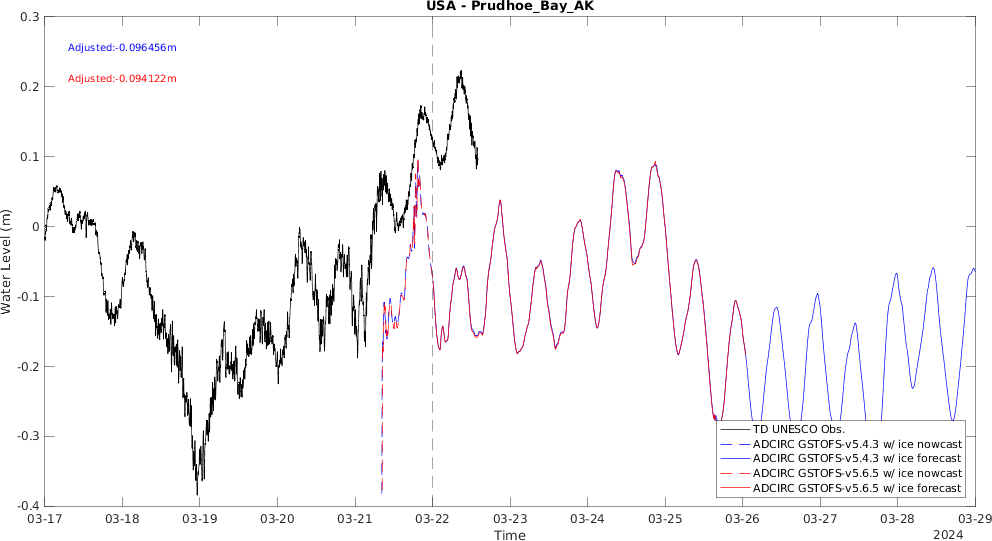 USA - Prudhoe_Bay_AK
Adjusted:-0.096456m
Adjusted:-0.094122m
Water Level (m)
0.3
0.2
0.1
0
-0.1
-0.2
-0.3
-0.4
TD UNESCO Obs.
ADCIRC GSTOFS-v5.4.3 w/ ice nowcast
ADCIRC GSTOFS-v5.4.3 w/ ice forecast
ADCIRC GSTOFS-v5.6.5 w/ ice nowcast
ADCIRC GSTOFS-v5.6.5 w/ ice forecast
03-17 03-18 03-19 03-20 03-21 03-22 03-23 03-24 03-25 03-26 03-27 03-28 03-29
Time
2024